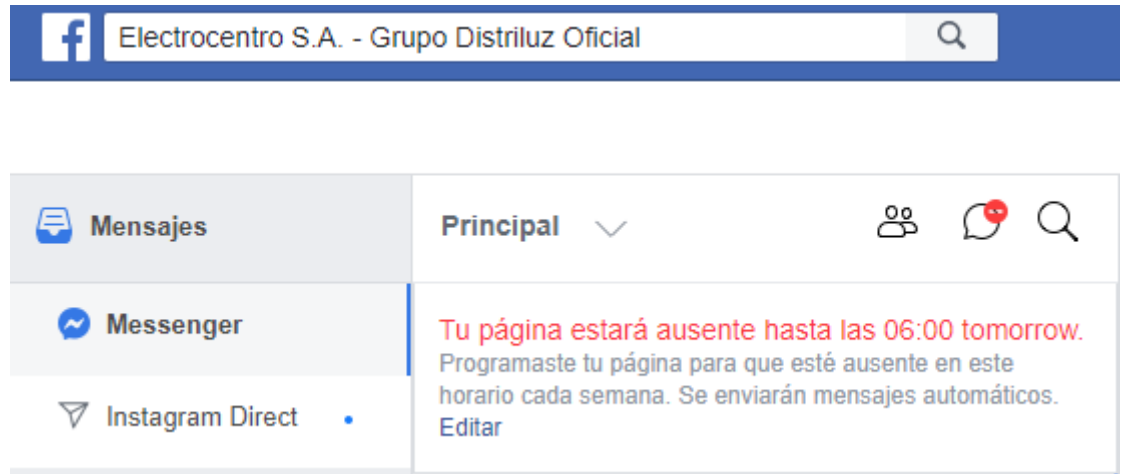 Electrocentro S.A. - Grupo Distriluz Oficial
Mensajes
Principal
Messenger
Tu página estará ausente hasta las 06:00 tomorrow.
Programaste tu página para que esté ausente en este
horario cada semana. Se enviarán mensajes automáticos.
Editar
Instagram Direct